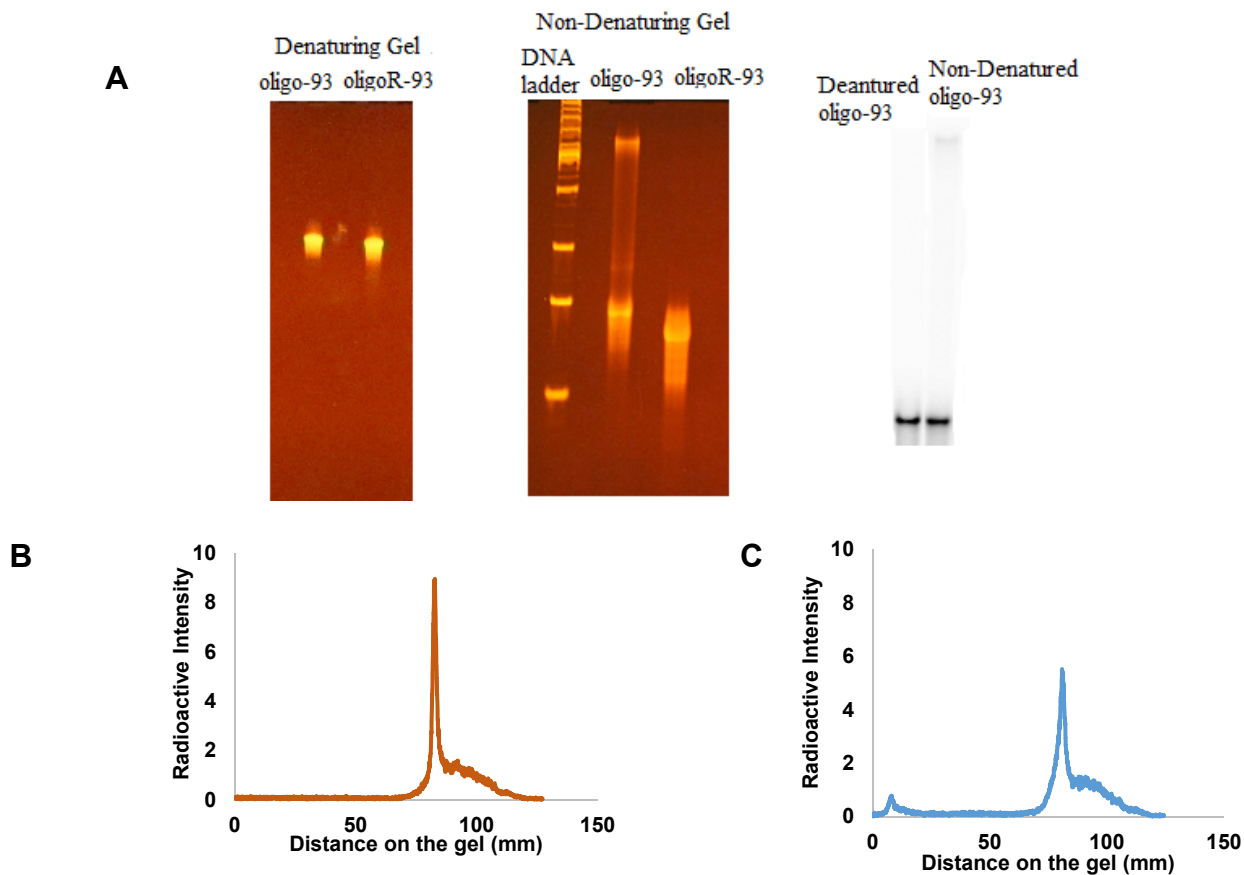 A
Denaturing Gel
oligo-93 oligoR-93
Non-Denaturing Gel
DNA
ladder oligo-93 oligoR-93
Deantured
oligo-93
Non-Denatured
oligo-93
B
Radioactive Intensity
10
8
6
4
2
0
0 50 100 150
Distance on the gel (mm)
C
Radioactive Intensity
10
8
6
4
2
0
0 50 100 150
Distance on the gel (mm)